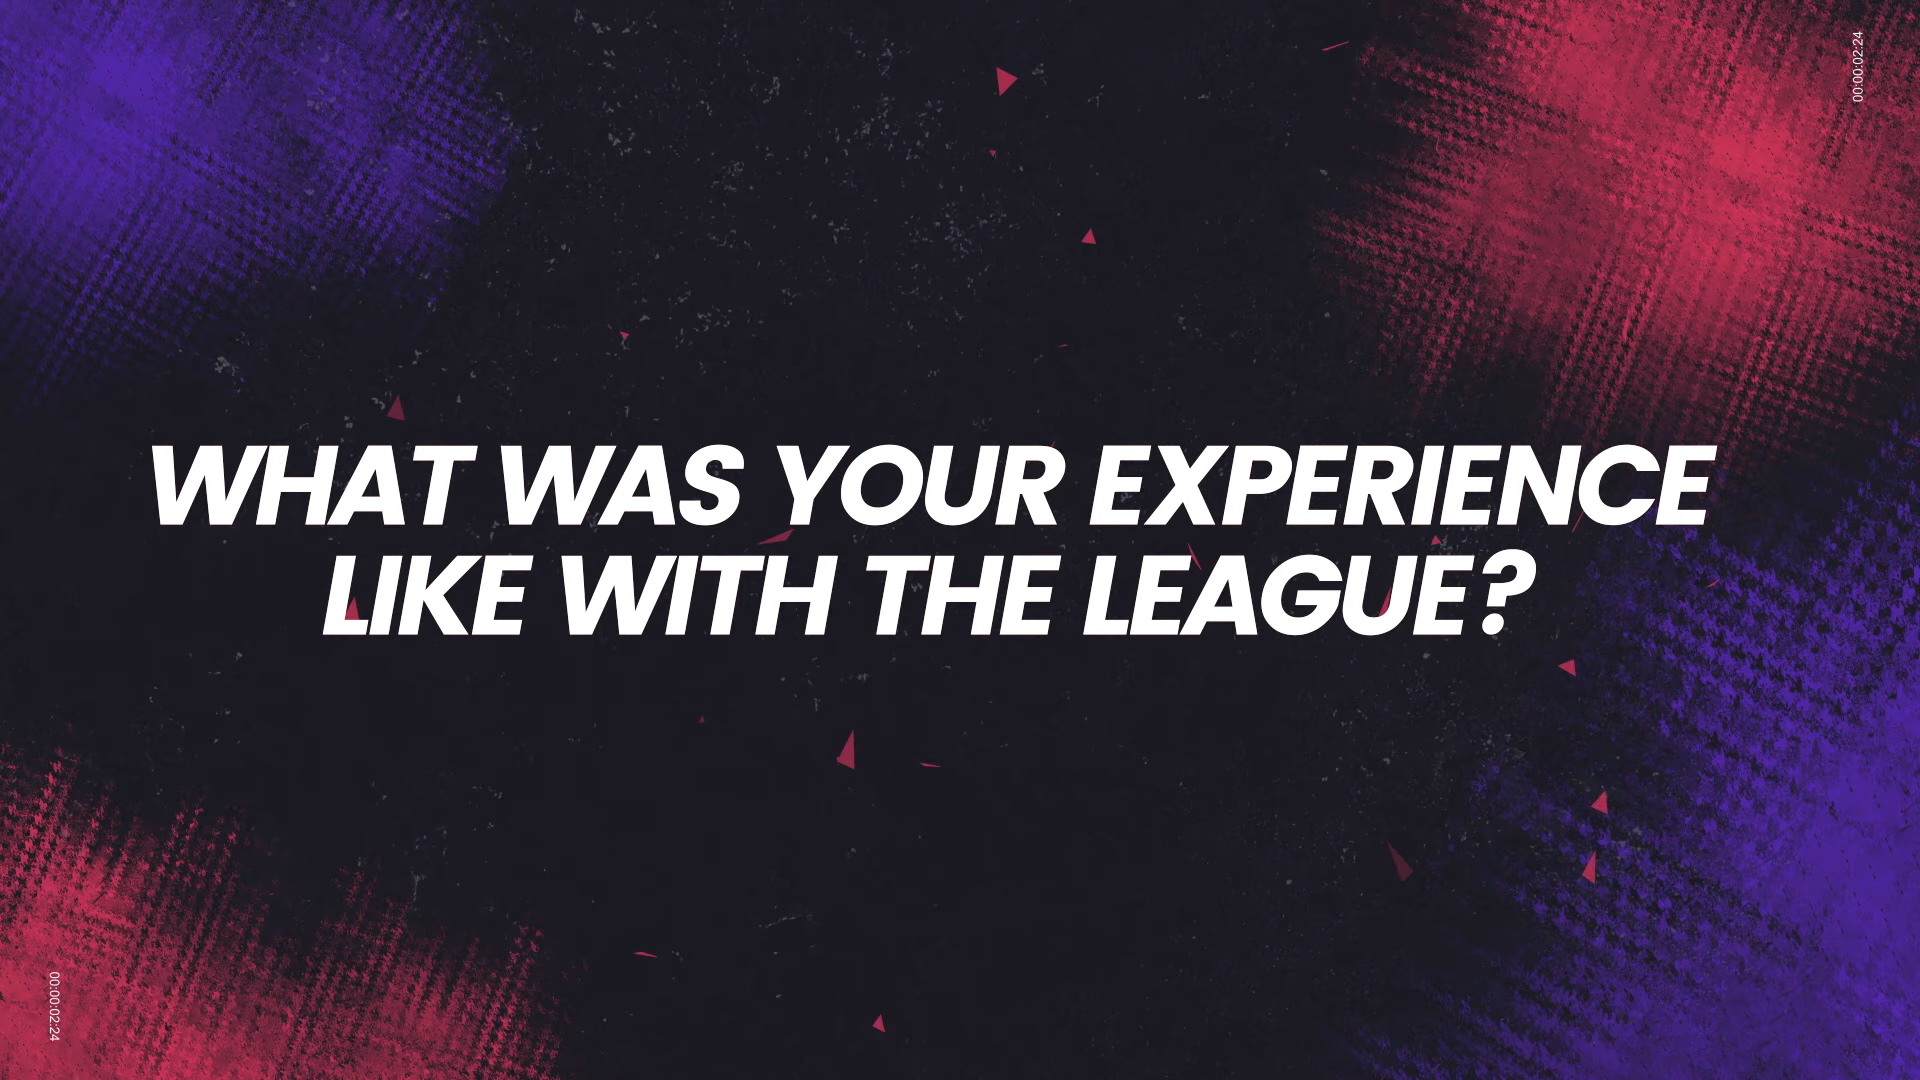 00:00:02:24
WHAT WAS YOUR EXPERIENCE
LIKE WITH THE LEAGUE?
00:00:02:24